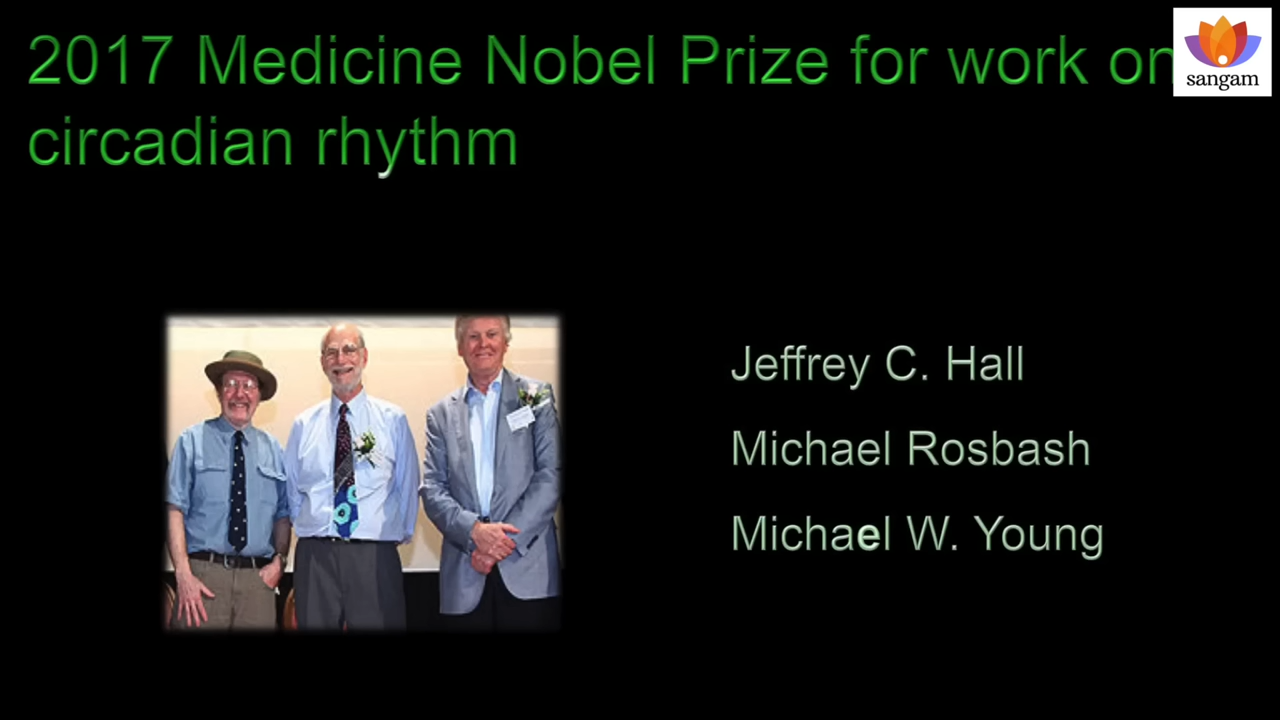 2017 Medicine Nobel Prize for work on
circadian rhythm
sangam
Jeffrey C. Hall
Michael Rosbash
Michael W. Young